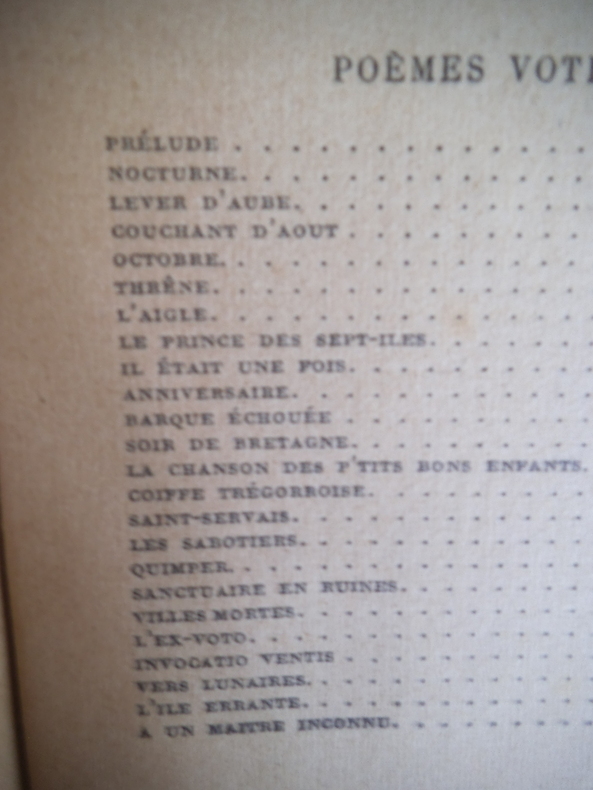 POÈMES VOTI
PRÉLUDE . . . . . . . . . . . . .
NOCTURNE. . . . . . . . . . . . .
LEVER D'AUBE. . . . . . . . . . .
COUCHANT D'AOUT . . . . . . . . .
OCTOBRE. . . . . . . . . . . . .
THRÈNE. . . . . . . . . . . . . .
L'AIGLE. . . . . . . . . . . . .
LE PRINCE DES SEPT-ILES. . . . . .
IL ÉTAIT UNE FOIS. . . . . . . . .
ANNIVERSAIRE. . . . . . . . . . .
BARQUE ÉCHOUÉE . . . . . . . . . .
SOIR DE BRETAGNE. . . . . . . . .
LA CHANSON DES P'TITS BONS ENFANTS.
COIFFE TRÉGORROISE. . . . . . . .
SAINT-SERVAIS. . . . . . . . . . .
LES SABOTIERS. . . . . . . . . . .
QUIMPER. . . . . . . . . . . . . .
SANCTUAIRE EN RUINES. . . . . . .
VILLES MORTES. . . . . . . . . . .
L'EX-VOTO. . . . . . . . . . . . .
INVOCATIO VENTIS . . . . . . . . .
VERS LUNAIRES. . . . . . . . . . .
L'ILE ERRANTE. . . . . . . . . . .
A UN MAITRE INCONNU. . . . . . . .